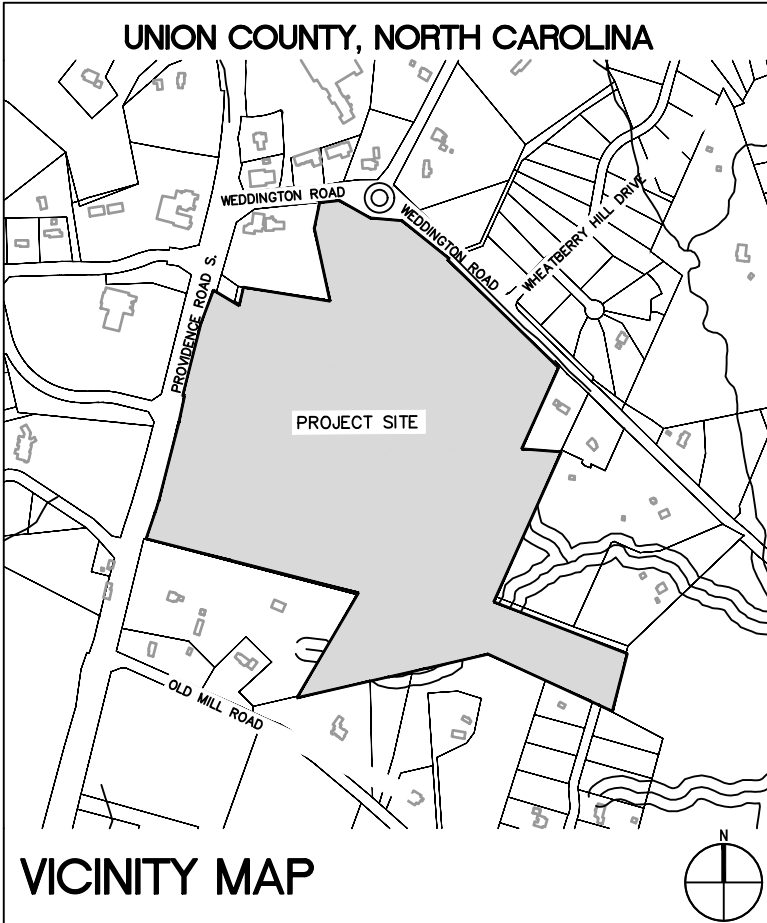 UNION COUNTY, NORTH CAROLINA
WEDDINGTON ROAD
WEDDINGTON ROAD
WHEATBERRY HILL DRIVE
PROVIDENCE ROAD S.
PROJECT SITE
OLD MILL ROAD
N
VICINITY MAP